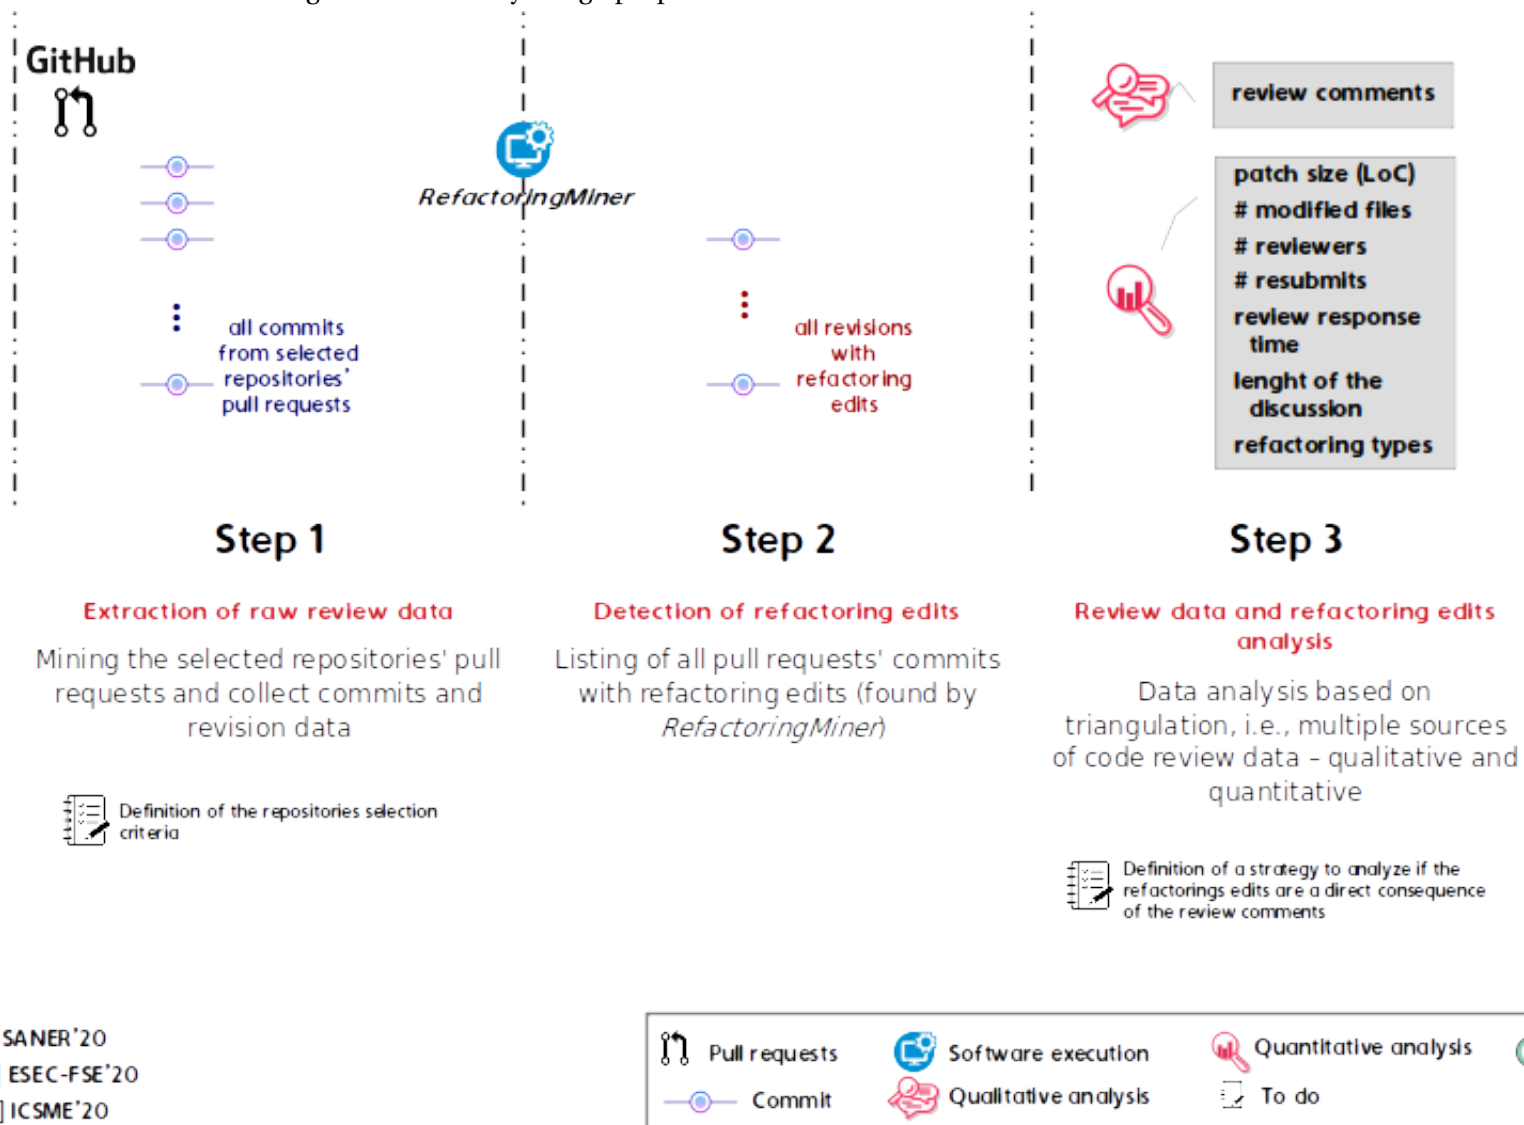 GitHub
RefactoringMiner
all commits
from selected
repositories'
pull requests
all revisions
with
refactoring
edits
review comments
patch size (LoC)
# modified files
# reviewers
# resubmits
review response
time
lenght of the
discussion
refactoring types
Step 1
Extraction of raw review data
Mining the selected repositories' pull
requests and collect commits and
revision data
Definition of the repositories selection
criteria
Step 2
Detection of refactoring edits
Listing of all pull requests' commits
with refactoring edits (found by
RefactoringMiner)
Step 3
Review data and refactoring edits
analysis
Data analysis based on
triangulation, i.e., multiple sources
of code review data – qualitative and
quantitative
Definition of a strategy to analyze if the
refactorings edits are a direct consequence
of the review comments
SANER'20
ESEC-FSE'20
] ICSME'20
Pull requests
Software execution
Quantitative analysis
Commit
Qualitative analysis
To do